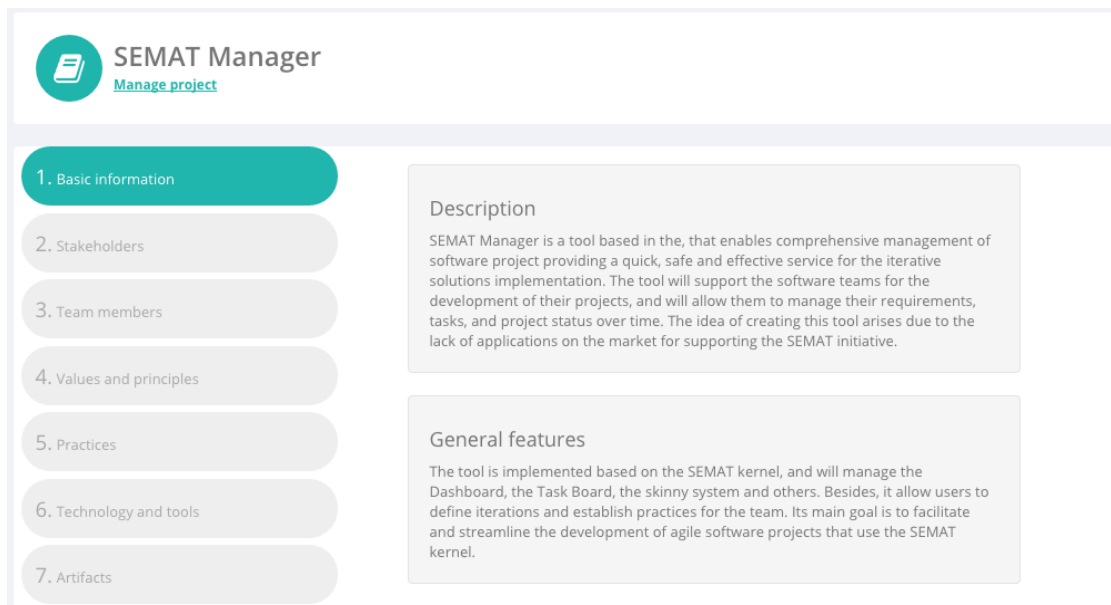 SEMAT Manager
Manage project
1. Basic information
2. Stakeholders
3. Team members
4. Values and principles
5. Practices
6. Technology and tools
7. Artifacts
Description
SEMAT Manager is a tool based in the, that enables comprehensive management of
software project providing a quick, safe and effective service for the iterative
solutions implementation. The tool will support the software teams for the
development of their projects, and will allow them to manage their requirements,
tasks, and project status over time. The idea of creating this tool arises due to the
lack of applications on the market for supporting the SEMAT initiative.
General features
The tool is implemented based on the SEMAT kernel, and will manage the
Dashboard, the Task Board, the skinny system and others. Besides, it allow users to
define iterations and establish practices for the team. Its main goal is to facilitate
and streamline the development of agile software projects that use the SEMAT
kernel.